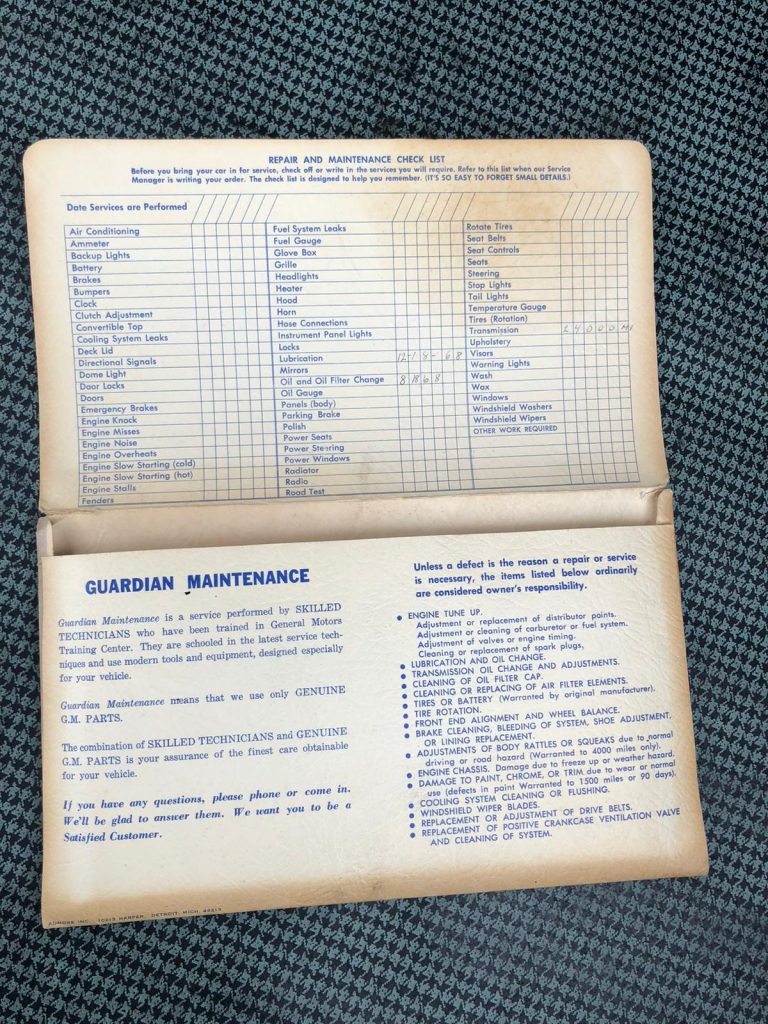 REPAIR AND MAINTENANCE CHECK LIST
Before you bring your car in for service, check off or write in the services you will require. Refer to this list when our Service
Manager is writing your order. The check list is designed to help you remember. (IT'S SO EASY TO FORGET SMALL DETAILS.)
Date Services are Performed
Air Conditioning
Ammeter
Backup Lights
Battery
Brakes
Bumpers
Clock
Clutch Adjustment
Convertible Top
Cooling System Leaks
Deck Lid
Directional Signals
Dome Light
Door Locks
Doors
Emergency Brakes
Engine Knock
Engine Misses
Engine Noise
Engine Overheats
Engine Slow Starting (cold)
Engine Slow Starting (hot)
Engine Stalls
Fenders
Fuel System Leaks
Fuel Gauge
Glove Box
Grille
Headlights
Heater
Hood
Horn
Hose Connections
Instrument Panel Lights
Locks
Lubrication 12-18-68
Mirrors
Oil and Oil Filter Change 8 18 6 8
Oil Gauge
Panels (body)
Parking Brake
Polish
Power Seats
Power Steering
Power Windows
Radiator
Radio
Road Test
Rotate Tires
Seat Belts
Seat Controls
Seats
Steering
Stop Lights
Tail Lights
Temperature Gauge
Tires (Rotation)
Transmission 24000 MI
Upholstery
Visors
Warning Lights
Wash
Wax
Windows
Windshield Washers
Windshield Wipers
OTHER WORK REQUIRED
GUARDIAN MAINTENANCE
Guardian Maintenance is a service performed by SKILLED
TECHNICIANS who have been trained in General Motors
Training Center. They are schooled in the latest service tech-
niques and use modern tools and equipment, designed especially
for your vehicle.
Guardian Maintenance means that we use only GENUINE
G.M. PARTS.
The combination of SKILLED TECHNICIANS and GENUINE
G.M. PARTS is your assurance of the finest care obtainable
for your vehicle.
If you have any questions, please phone or come in.
We'll be glad to answer them. We want you to be a
Satisfied Customer.
ADMORE INC. 10213 HARPER, DETROIT, MICH. 48213
Unless a defect is the reason a repair or service
is necessary, the items listed below ordinarily
are considered owner's responsibility.
• ENGINE TUNE UP.
Adjustment or replacement of distributor points.
Adjustment or cleaning of carburetor or fuel system.
Adjustment of valves or engine timing.
Cleaning or replacement of spark plugs,
• LUBRICATION AND OIL CHANGE.
• TRANSMISSION OIL CHANGE AND ADJUSTMENTS.
• CLEANING OF OIL FILTER CAP.
• CLEANING OR REPLACING OF AIR FILTER ELEMENTS.
• TIRES OR BATTERY (Warranted by original manufacturer).
• TIRE ROTATION.
• FRONT END ALIGNMENT AND WHEEL BALANCE.
• BRAKE CLEANING, BLEEDING OF SYSTEM, SHOE ADJUSTMENT,
OR LINING REPLACEMENT.
• ADJUSTMENTS OF BODY RATTLES OR SQUEAKS due to normal
driving or road hazard (Warranted to 4000 miles only).
• ENGINE CHASSIS. Damage due to freeze up or weather hazard.
• DAMAGE TO PAINT, CHROME, OR TRIM due to wear or normal
use (defects in paint Warranted to 1500 miles or 90 days).
• COOLING SYSTEM CLEANING OR FLUSHING.
• WINDSHIELD WIPER BLADES.
• REPLACEMENT OR ADJUSTMENT OF DRIVE BELTS.
• REPLACEMENT OF POSITIVE CRANKCASE VENTILATION VALVE
AND CLEANING OF SYSTEM.